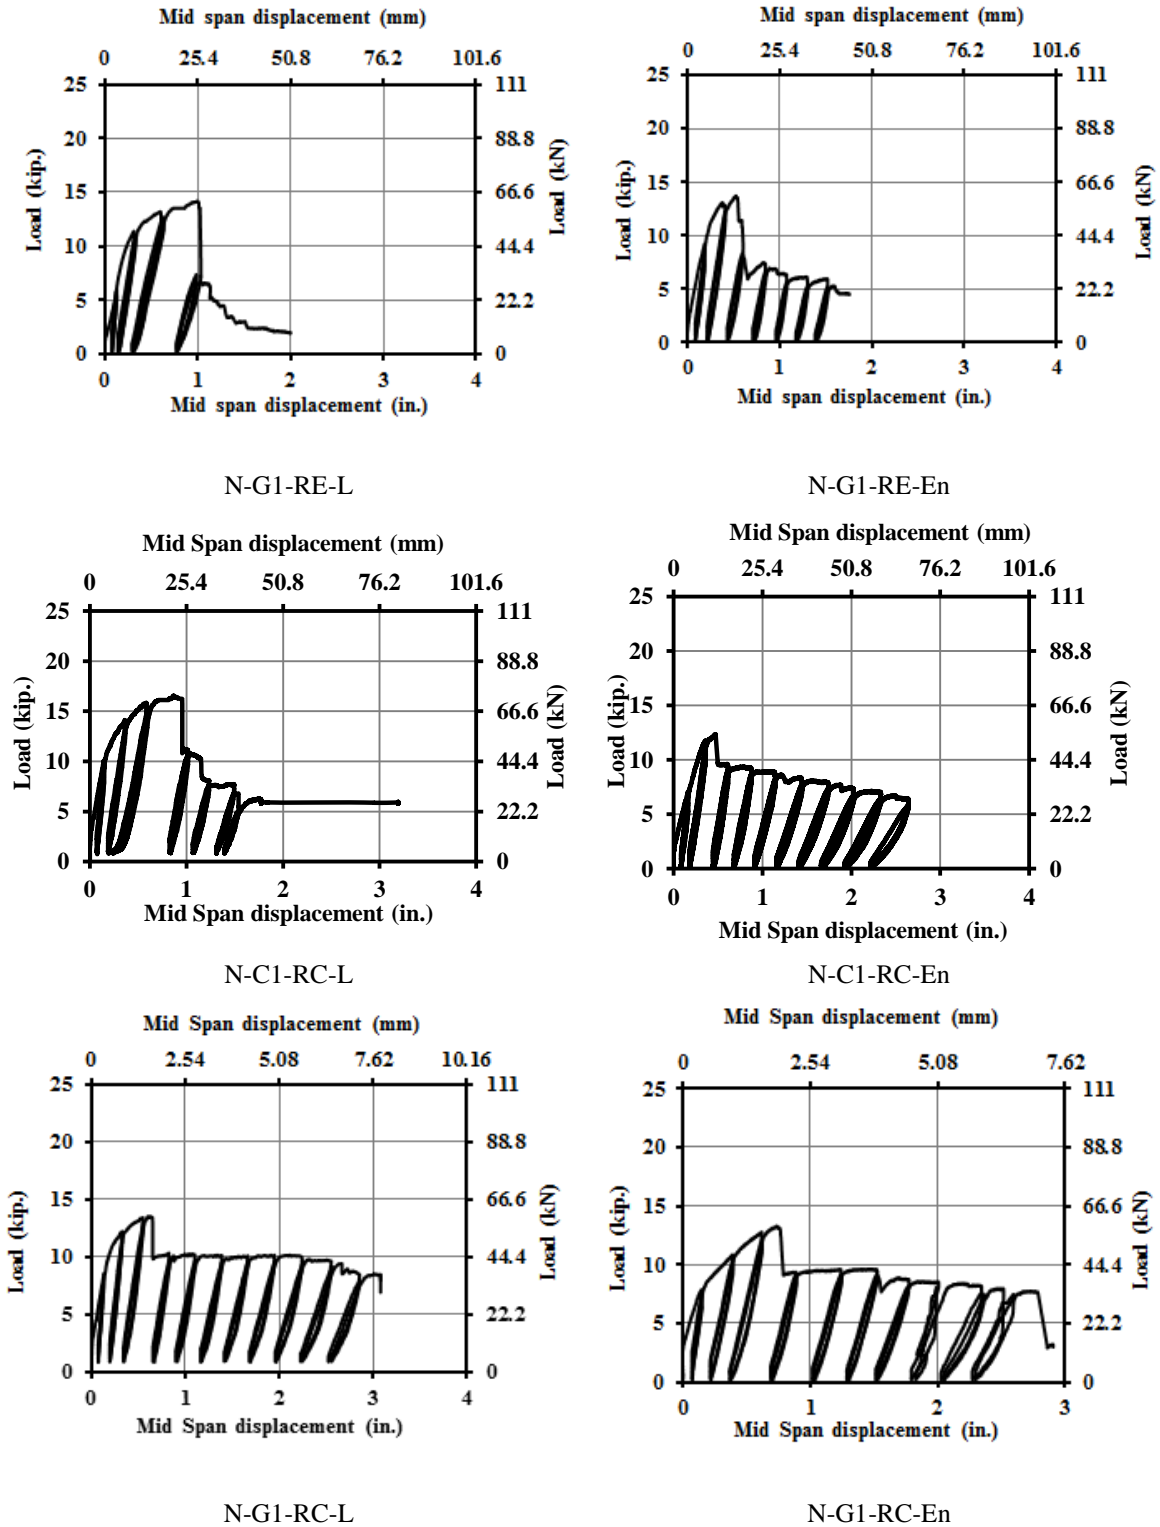 Mid span displacement (mm)
0 25.4 50.8 76.2 101.6
25 111
20 88.8
15 66.6
10 44.4
5 22.2
0 0
Load (kip.)
Load (kN)
0 1 2 3 4
Mid span displacement (in.)
N-G1-RE-L
Mid span displacement (mm)
0 25.4 50.8 76.2 101.6
25 111
20 88.8
15 66.6
10 44.4
5 22.2
0 0
Load (kip.)
Load (kN)
0 1 2 3 4
Mid span displacement (in.)
N-G1-RE-En
Mid Span displacement (mm)
0 25.4 50.8 76.2 101.6
25 111
20 88.8
15 66.6
10 44.4
5 22.2
0 0
Load (kip.)
Load (kN)
0 1 2 3 4
Mid Span displacement (in.)
N-C1-RC-L
Mid Span displacement (mm)
0 25.4 50.8 76.2 101.6
25 111
20 88.8
15 66.6
10 44.4
5 22.2
0 0
Load (kip.)
Load (kN)
0 1 2 3 4
Mid Span displacement (in.)
N-C1-RC-En
Mid Span displacement (mm)
0 2.54 5.08 7.62 10.16
25 111
20 88.8
15 66.6
10 44.4
5 22.2
0 0
Load (kip.)
Load (kN)
0 1 2 3 4
Mid Span displacement (in.)
N-G1-RC-L
Mid Span displacement (mm)
0 2.54 5.08 7.62
25 111
20 88.8
15 66.6
10 44.4
5 22.2
0 0
Load (kip.)
Load (kN)
0 1 2 3
Mid Span displacement (in.)
N-G1-RC-En